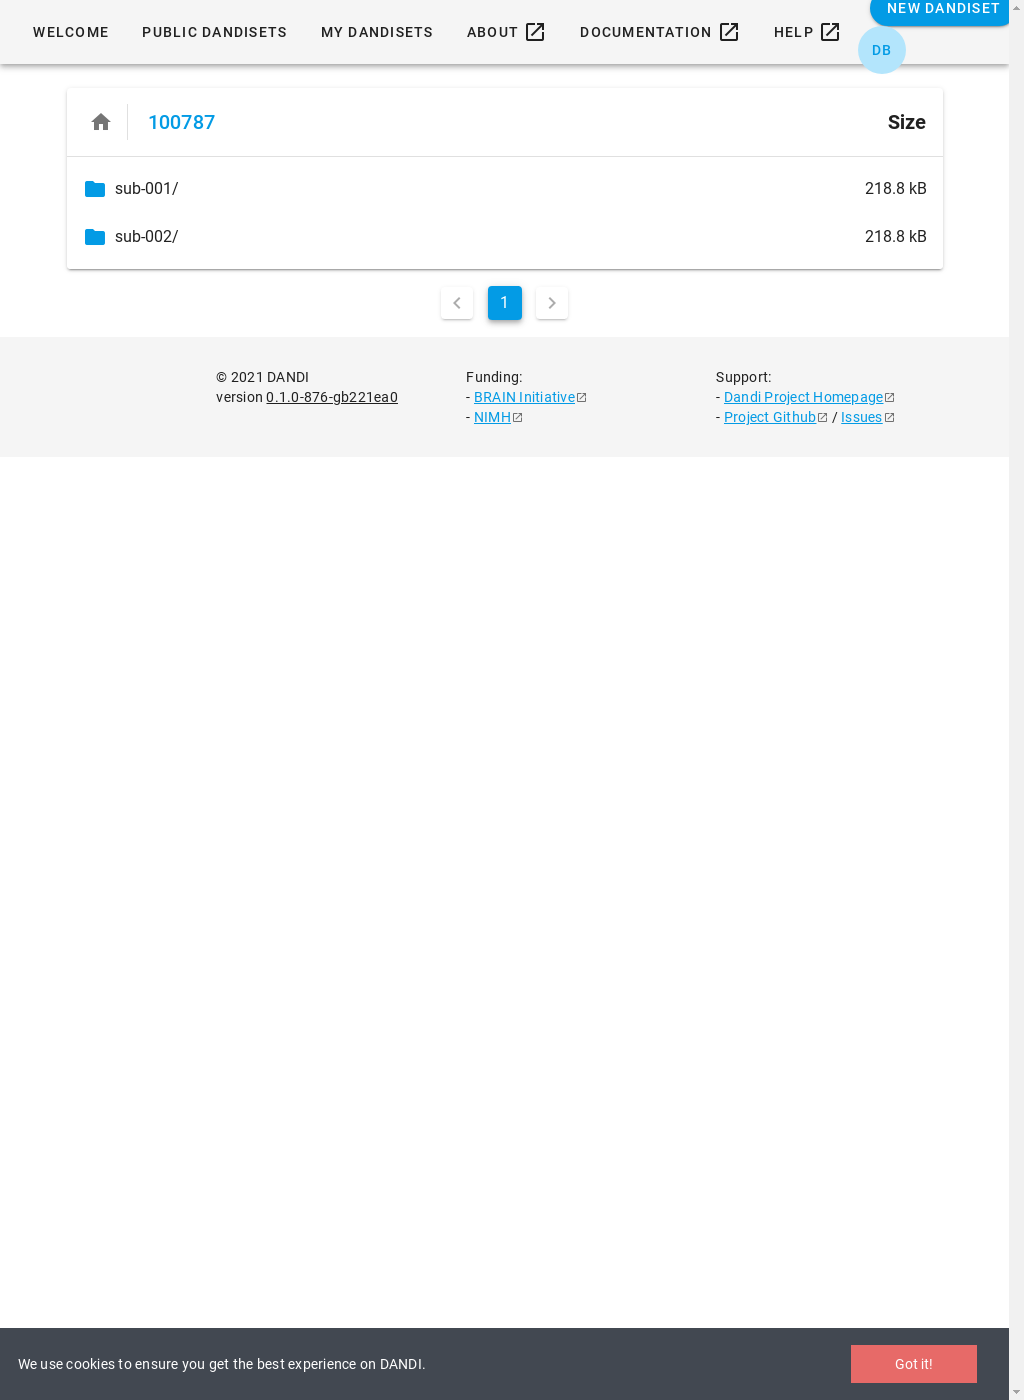 NEW DANDISET
WELCOME PUBLIC DANDISETS MY DANDISETS ABOUT DOCUMENTATION HELP
DB
100787 Size
sub-001/ 218.8 kB
sub-002/ 218.8 kB
1
© 2021 DANDI Funding: Support:
version 0.1.0-876-gb221ea0 - BRAIN Initiative - Dandi Project Homepage
- NIMH - Project Github / Issues
We use cookies to ensure you get the best experience on DANDI. Got it!